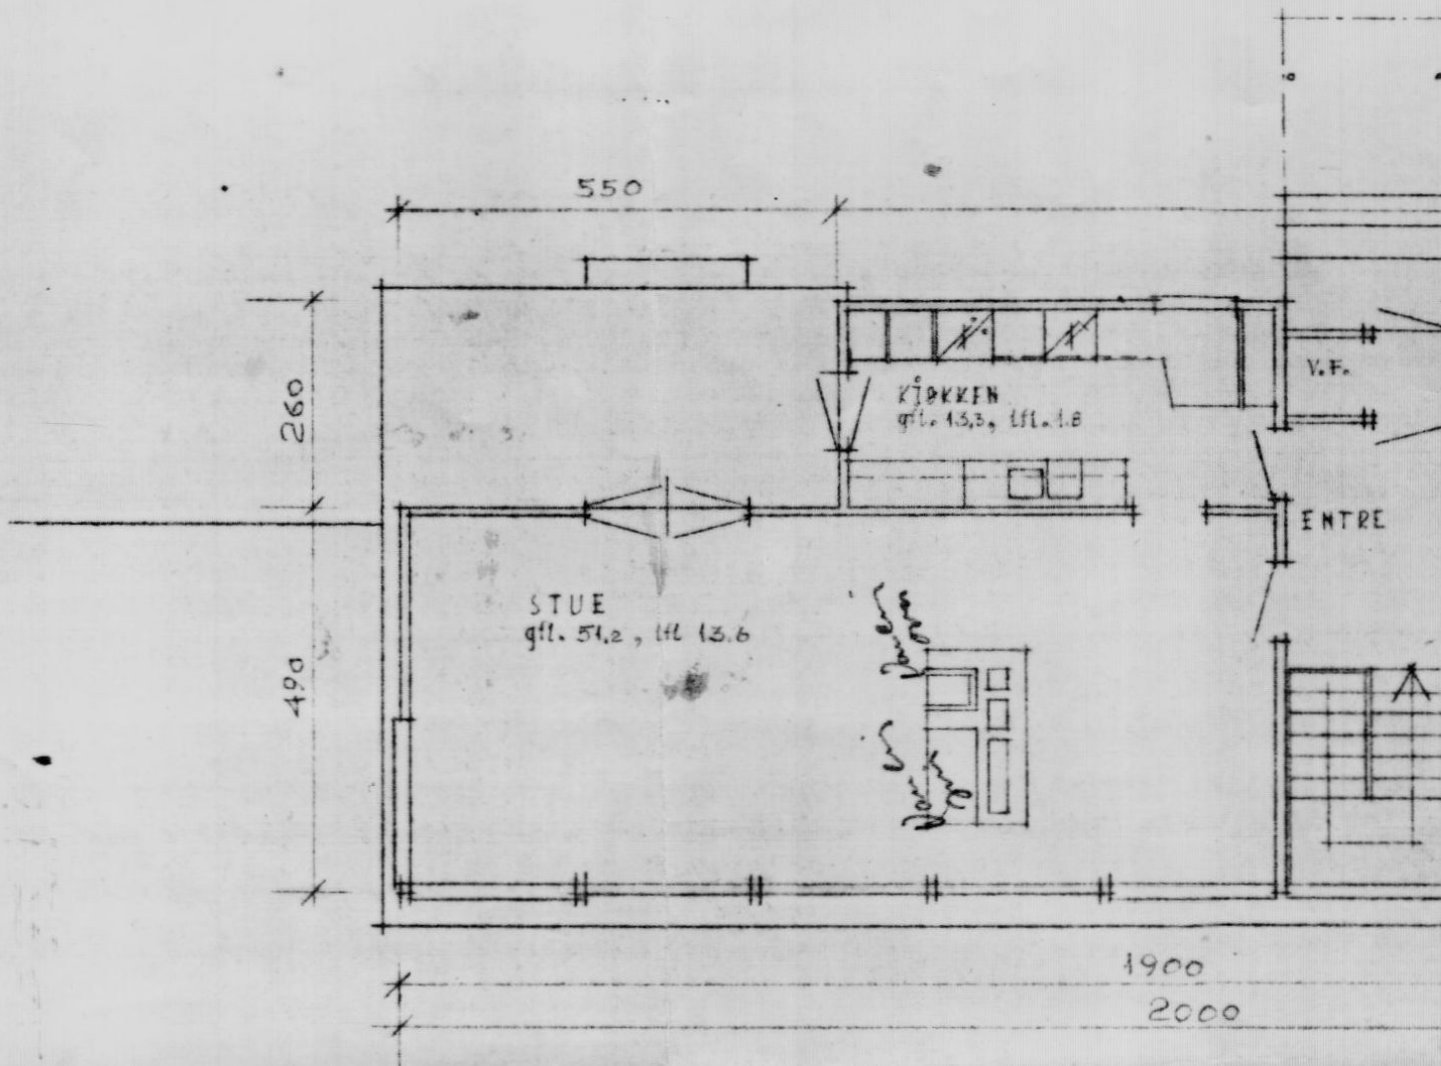 550
260
KJØKKEN
gfl. 13,3, lfl. 1.8
V.F.
ENTRE
STUE
gfl. 51,2, lfl 13.6
490
1900
2000